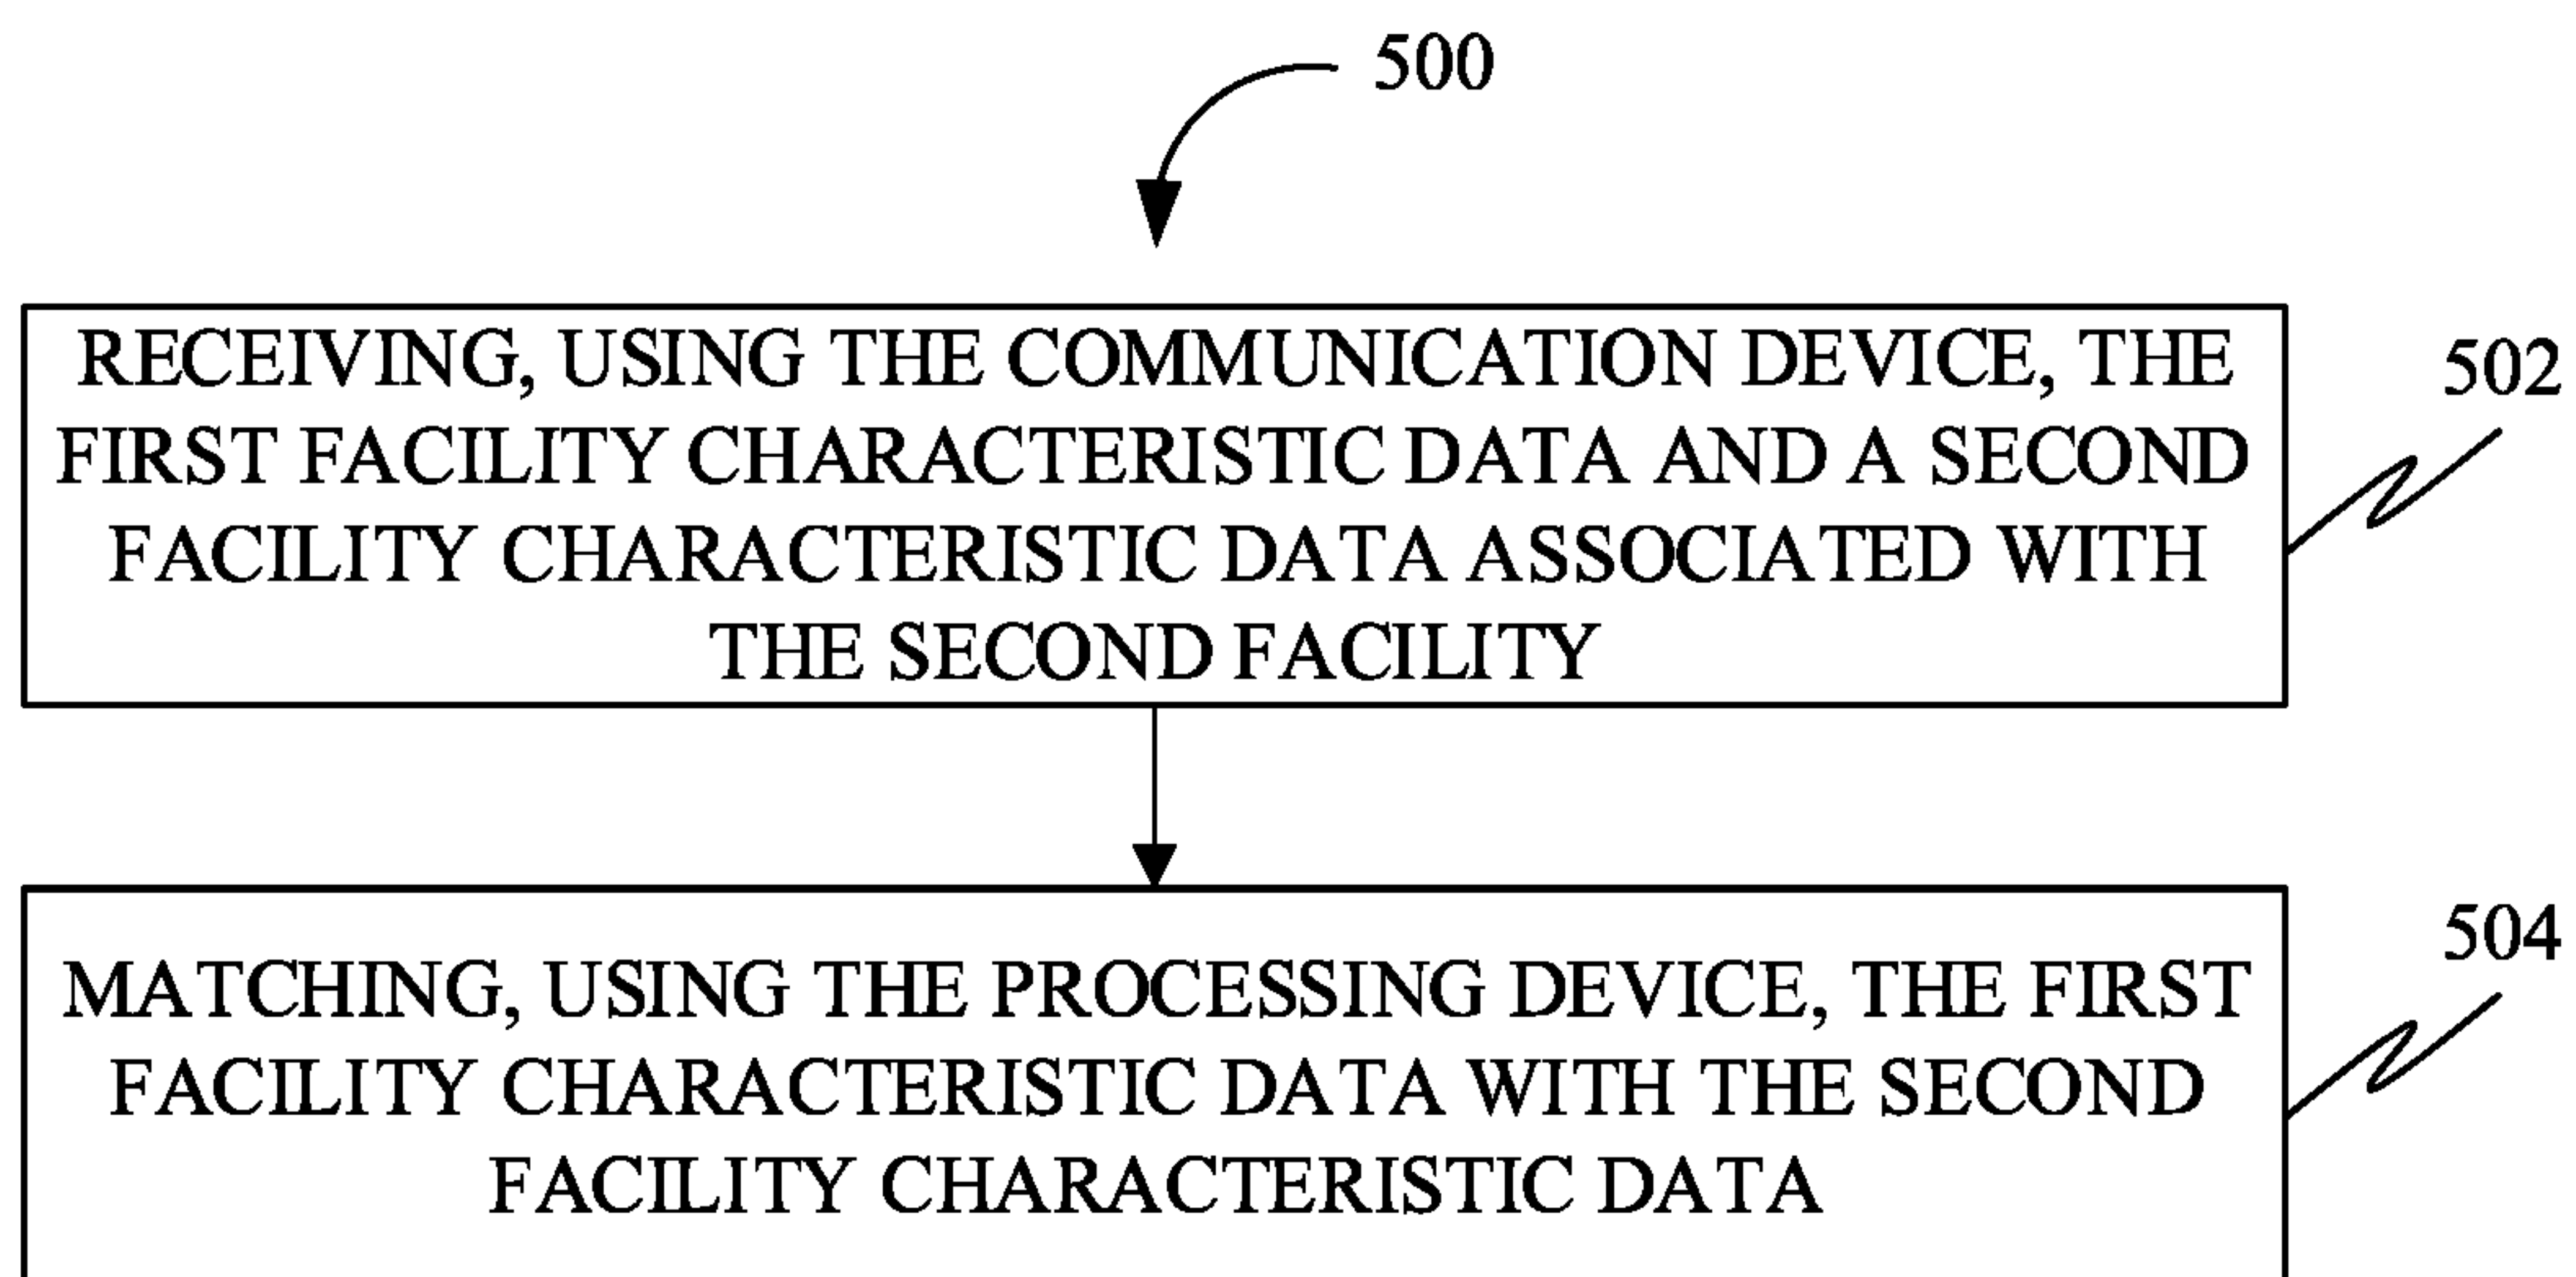 500
RECEIVING, USING THE COMMUNICATION DEVICE, THE
FIRST FACILITY CHARACTERISTIC DATA AND A SECOND
FACILITY CHARACTERISTIC DATA ASSOCIATED WITH
THE SECOND FACILITY
502
MATCHING, USING THE PROCESSING DEVICE, THE FIRST
FACILITY CHARACTERISTIC DATA WITH THE SECOND
FACILITY CHARACTERISTIC DATA
504